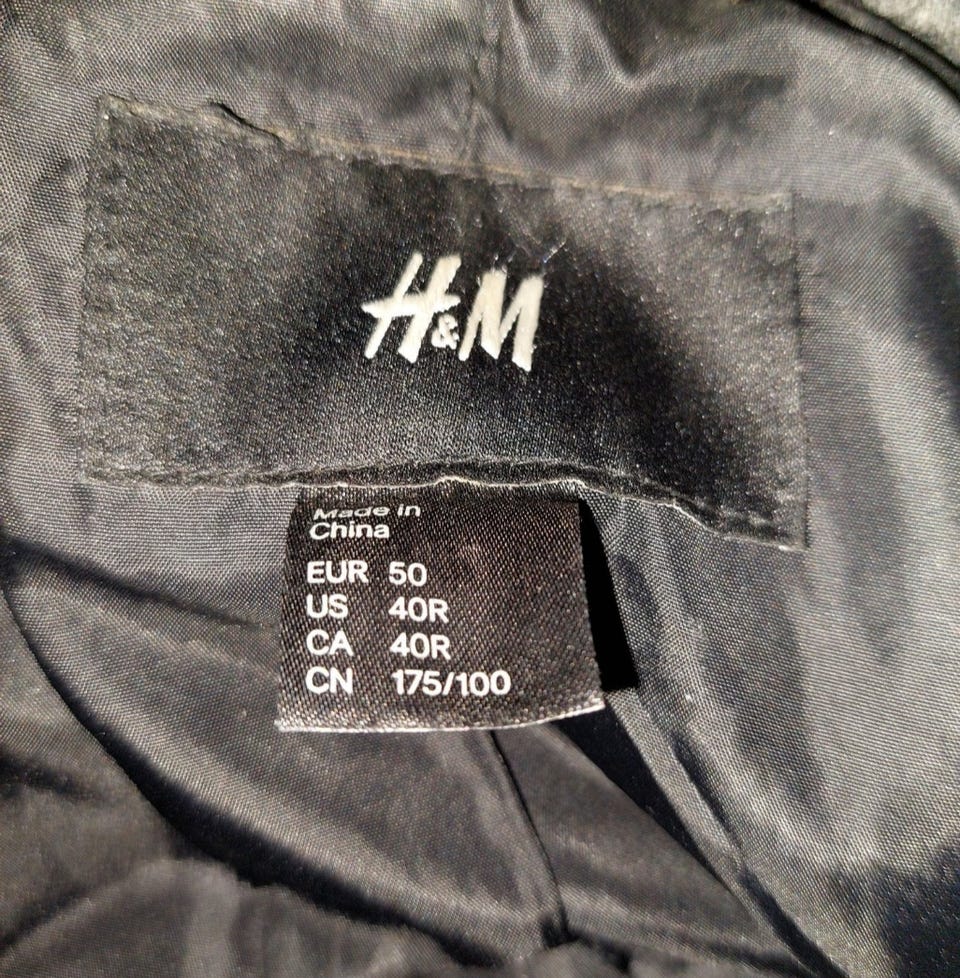 H&M
Made in
China
EUR 50
US 40R
CA 40R
CN 175/100